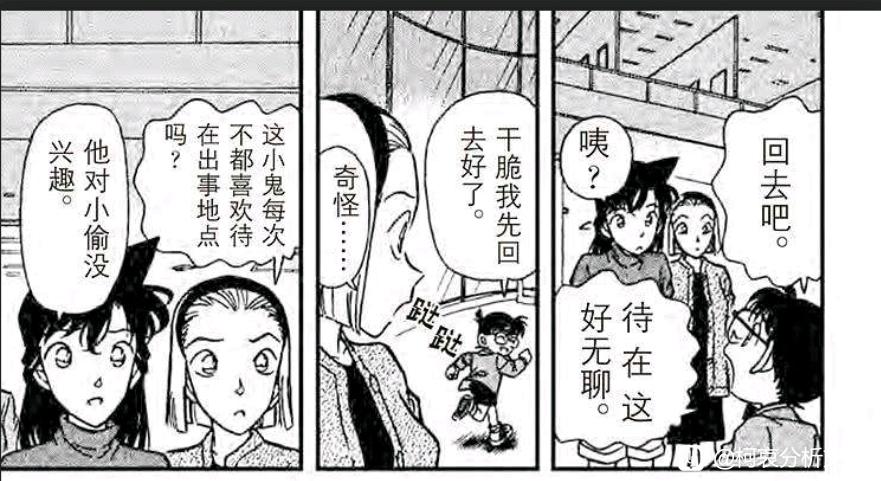 回去吧。
咦？
待在这
好无聊。
干脆我先回
去好了。
奇怪……
跶跶
这小鬼每次
不都喜欢待
在出事地点
吗？
他对小偷没
兴趣。
@柯哀分析